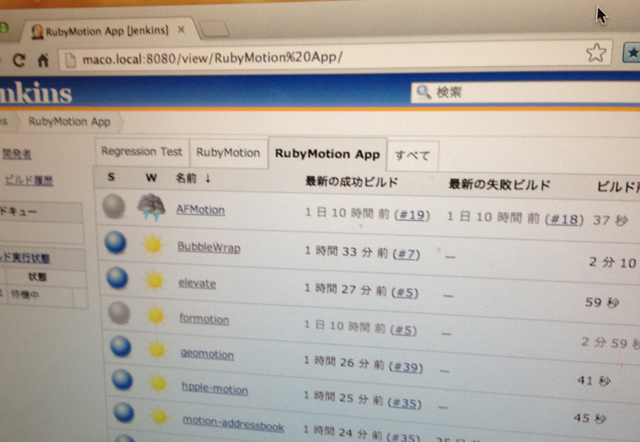 RubyMotion App [Jenkins]
maco.local:8080/view/RubyMotion%20App/
nkins
検索
RubyMotion App
開発者
ビルド履歴
ドキュー
ルド実行状態
状態
待機中
Regression Test RubyMotion RubyMotion App すべて
S W 名前 ↓ 最新の成功ビルド 最新の失敗ビルド ビルド
AFMotion 1 日 10 時間 前 (#19) 1 日 10 時間 前 (#18) 37 秒
BubbleWrap 1 時間 33 分 前 (#7) — 2 分 10
elevate 1 時間 27 分 前 (#5) — 59 秒
formotion 1 日 10 時間 前 (#5) — 2 分 59 秒
geomotion 1 時間 26 分 前 (#39) — 41 秒
hpple-motion 1 時間 25 分 前 (#35) — 45 秒
motion-addressbook 1 時間 24 分 前 (#35)